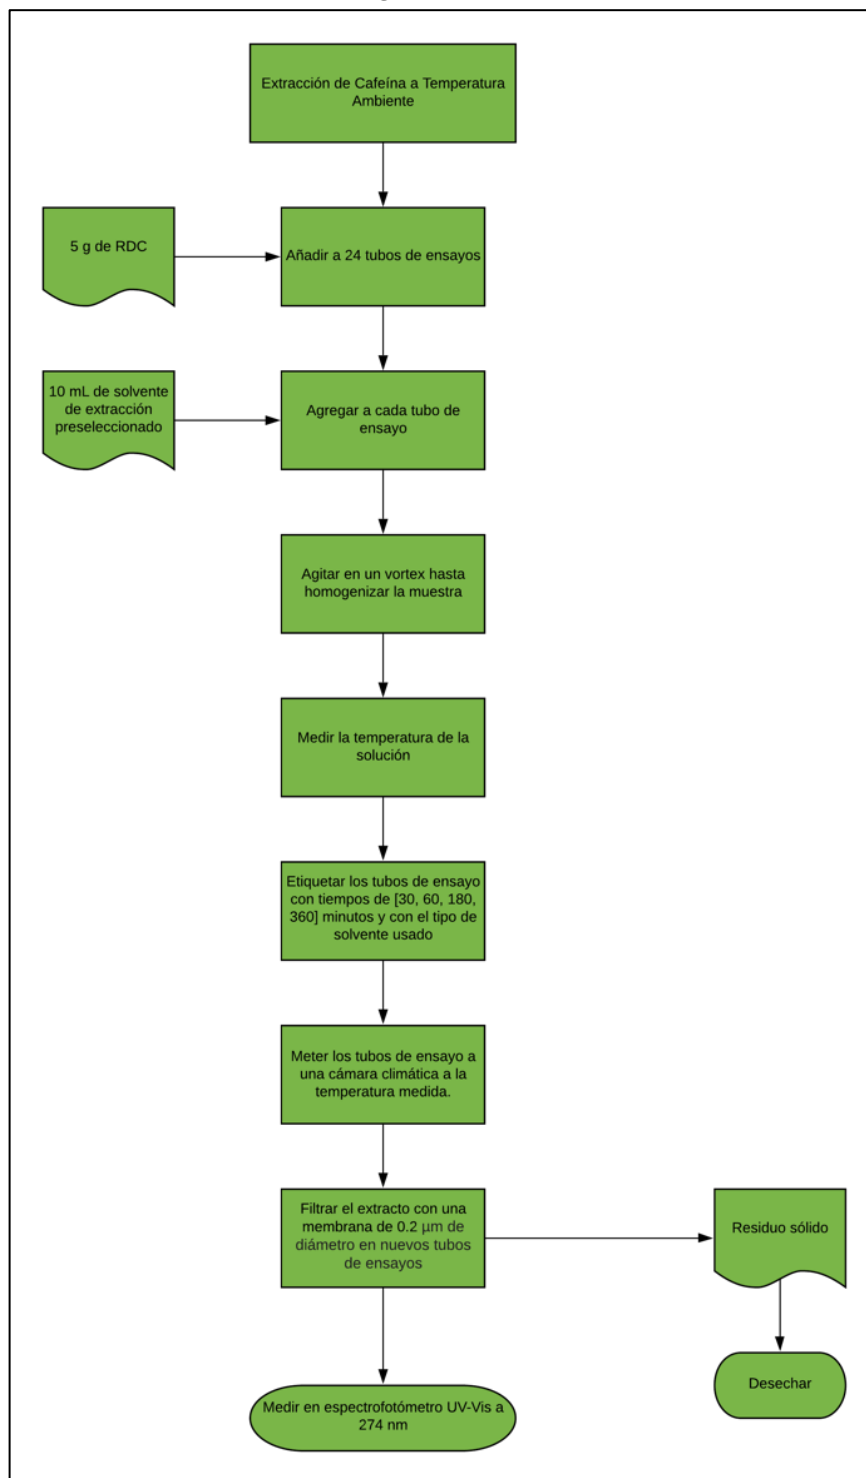 Extracción de Cafeína a Temperatura
Ambiente
5 g de RDC
Añadir a 24 tubos de ensayos
10 mL de solvente
de extracción
preseleccionado
Agregar a cada tubo de
ensayo
Agitar en un vortex hasta
homogenizar la muestra
Medir la temperatura de la
solución
Etiquetar los tubos de ensayo
con tiempos de [30, 60, 180,
360] minutos y con el tipo de
solvente usado
Meter los tubos de ensayo a
una cámara climática a la
temperatura medida.
Filtrar el extracto con una
membrana de 0.2 µm de
diámetro en nuevos tubos
de ensayos
Residuo sólido
Desechar
Medir en espectrofotómetro UV-Vis a
274 nm